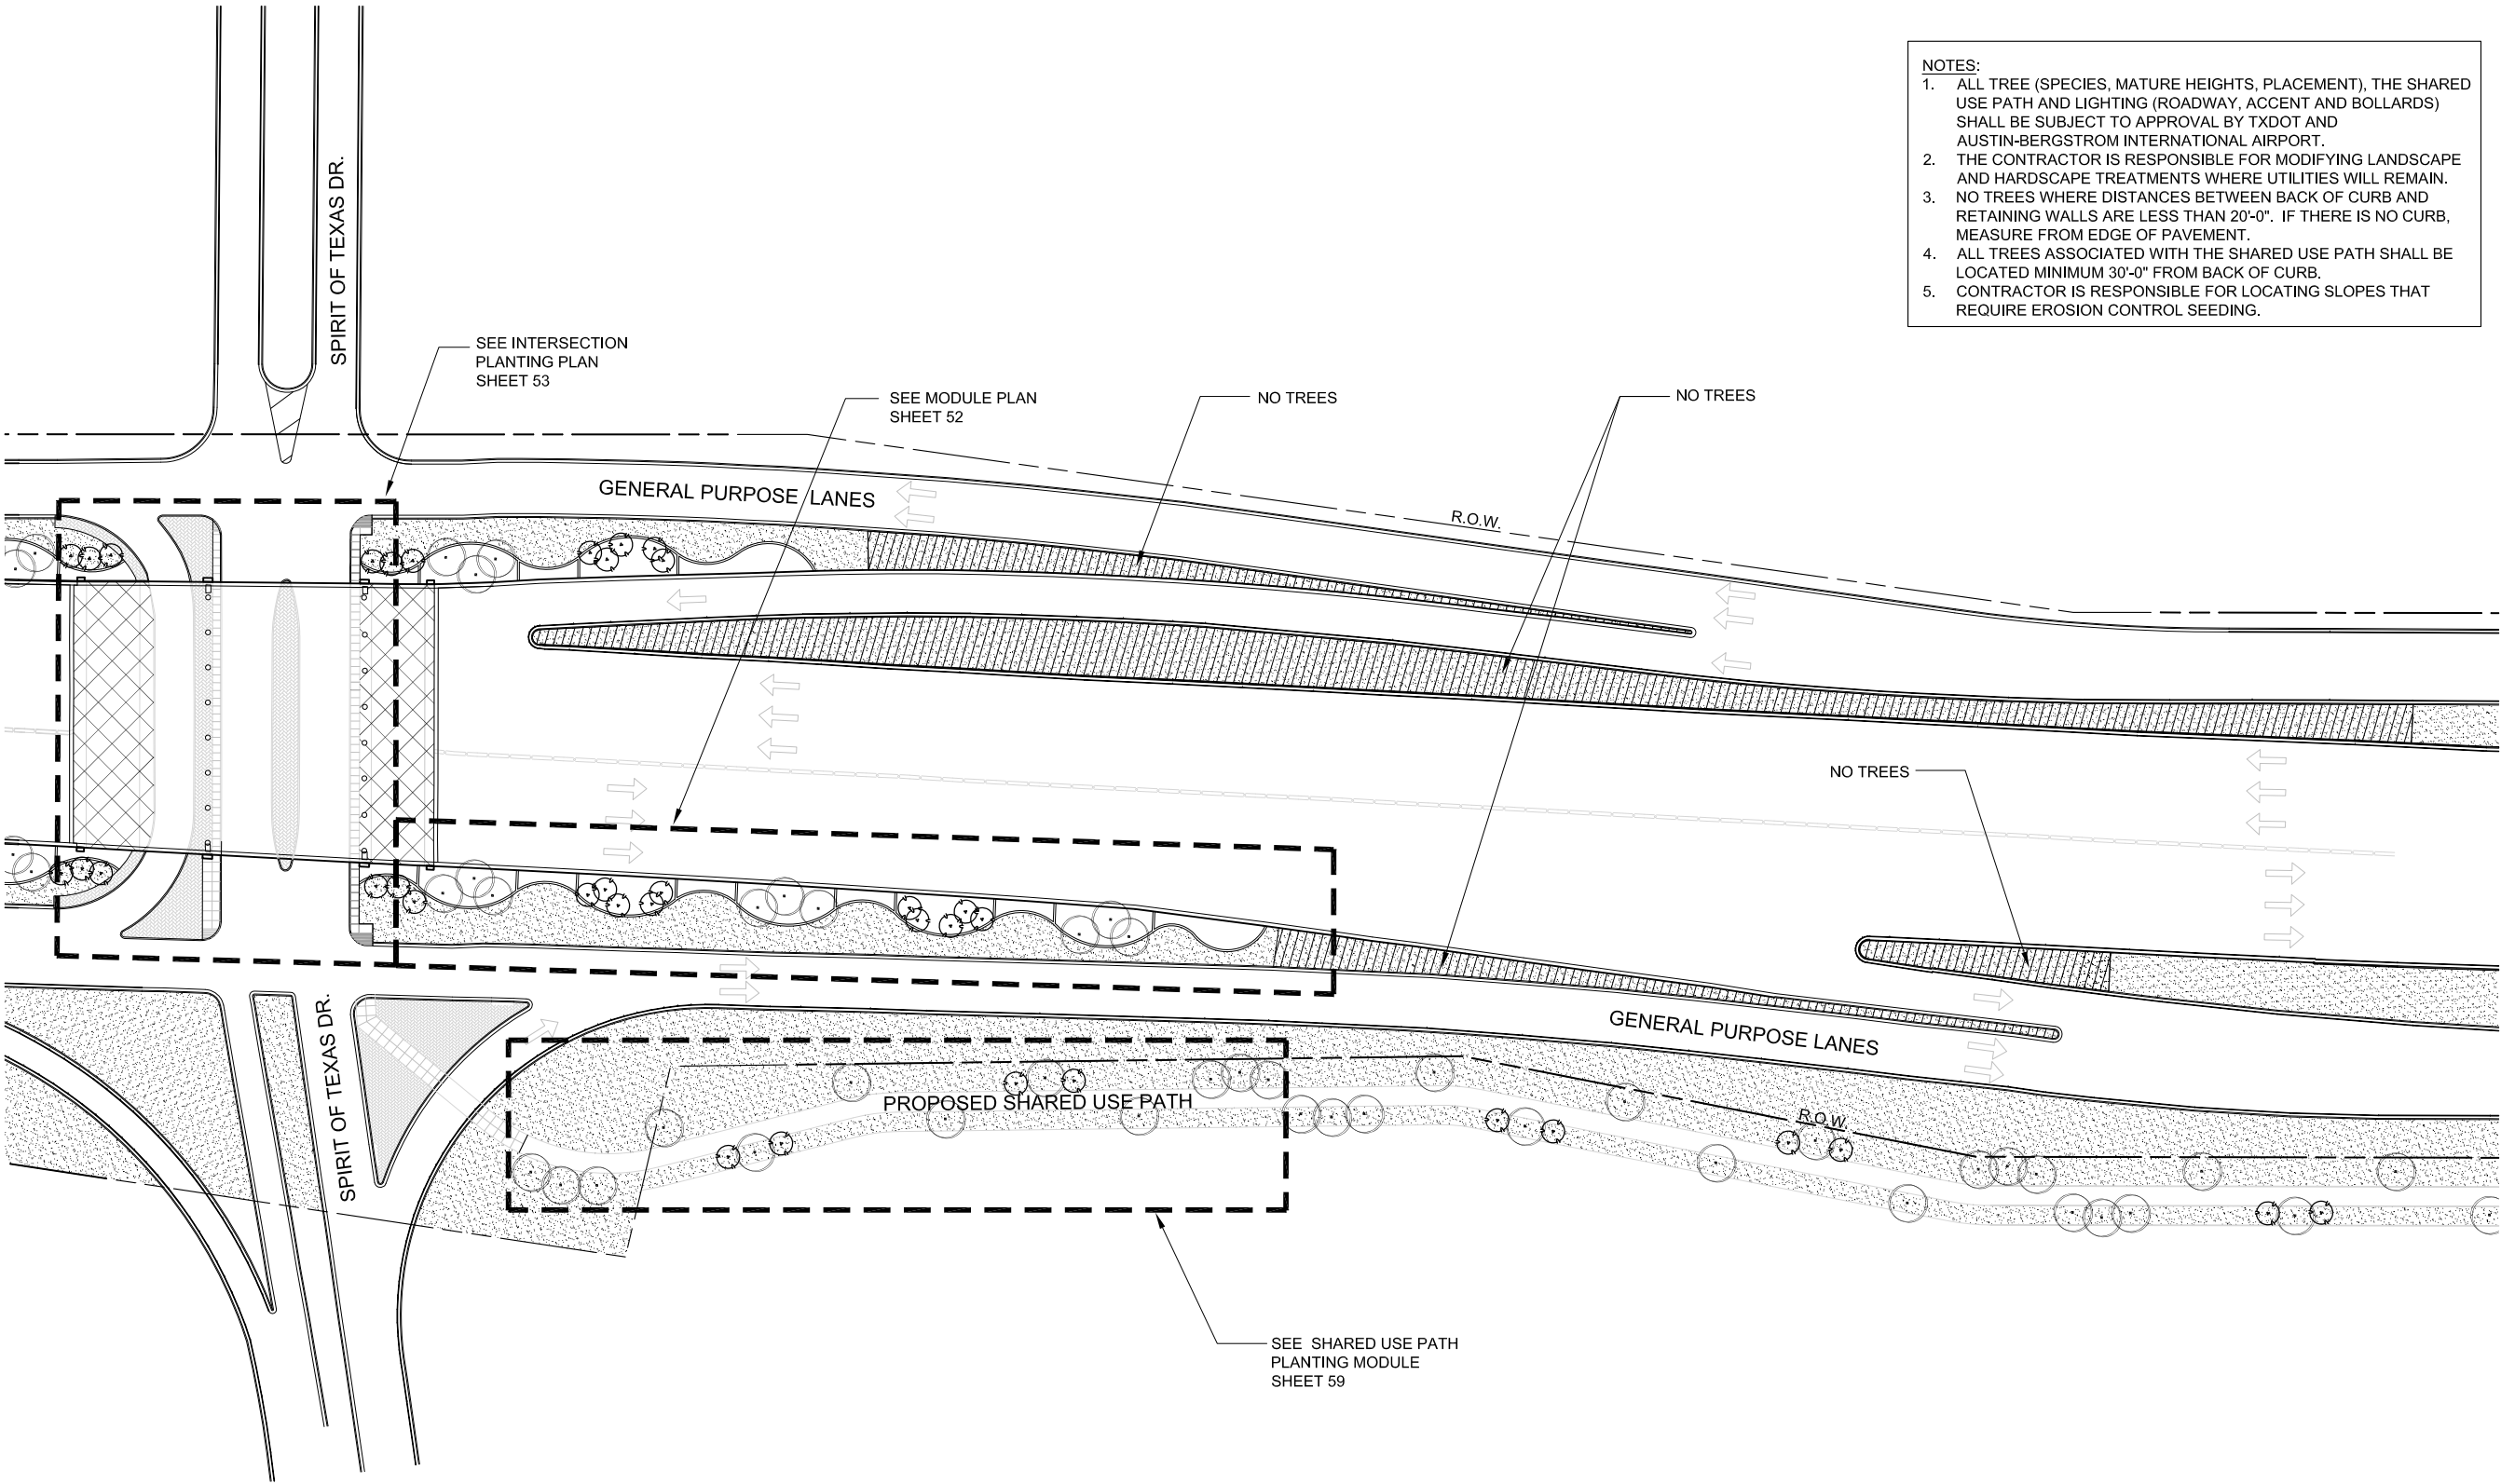 NOTES:
1. ALL TREE (SPECIES, MATURE HEIGHTS, PLACEMENT), THE SHARED
USE PATH AND LIGHTING (ROADWAY, ACCENT AND BOLLARDS)
SHALL BE SUBJECT TO APPROVAL BY TXDOT AND
AUSTIN-BERGSTROM INTERNATIONAL AIRPORT.
2. THE CONTRACTOR IS RESPONSIBLE FOR MODIFYING LANDSCAPE
AND HARDSCAPE TREATMENTS WHERE UTILITIES WILL REMAIN.
3. NO TREES WHERE DISTANCES BETWEEN BACK OF CURB AND
RETAINING WALLS ARE LESS THAN 20'-0". IF THERE IS NO CURB,
MEASURE FROM EDGE OF PAVEMENT.
4. ALL TREES ASSOCIATED WITH THE SHARED USE PATH SHALL BE
LOCATED MINIMUM 30'-0" FROM BACK OF CURB.
5. CONTRACTOR IS RESPONSIBLE FOR LOCATING SLOPES THAT
REQUIRE EROSION CONTROL SEEDING.
SPIRIT OF TEXAS DR.
SEE INTERSECTION
PLANTING PLAN
SHEET 53
SEE MODULE PLAN
SHEET 52
NO TREES
NO TREES
GENERAL PURPOSE LANES
R.O.W.
NO TREES
GENERAL PURPOSE LANES
SPIRIT OF TEXAS DR.
PROPOSED SHARED USE PATH
R.O.W.
SEE SHARED USE PATH
PLANTING MODULE
SHEET 59